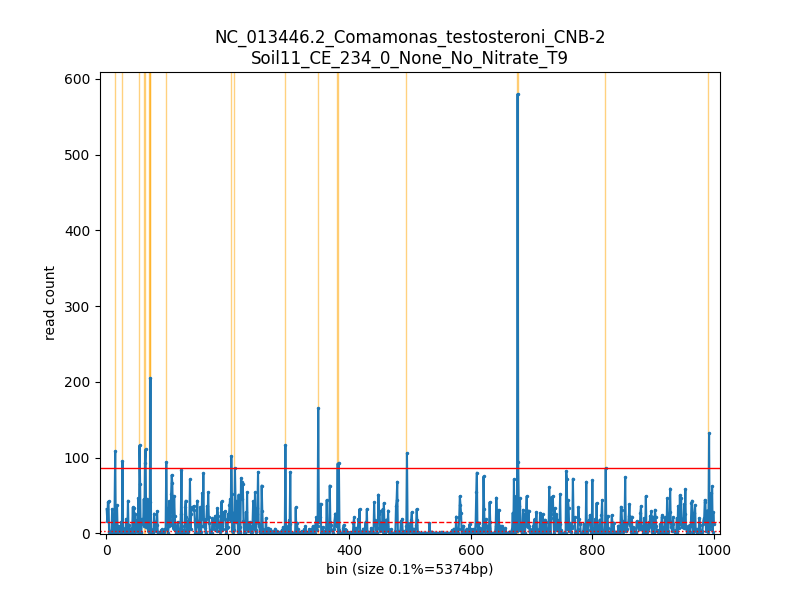 NC_013446.2_Comamonas_testosteroni_CNB-2
Soil11_CE_234_0_None_No_Nitrate_T9
600
500
400
300
200
100
0
read count
0 200 400 600 800 1000
bin (size 0.1%=5374bp)